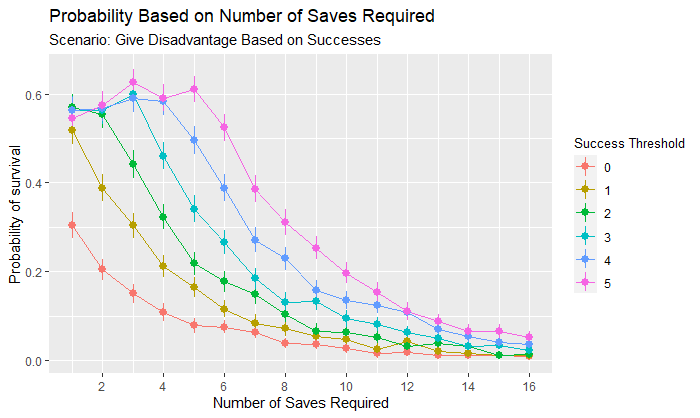 Probability Based on Number of Saves Required
Scenario: Give Disadvantage Based on Successes
Probability of survival
0.6
0.4
0.2
0.0
2 4 6 8 10 12 14 16
Number of Saves Required
Success Threshold
0
1
2
3
4
5